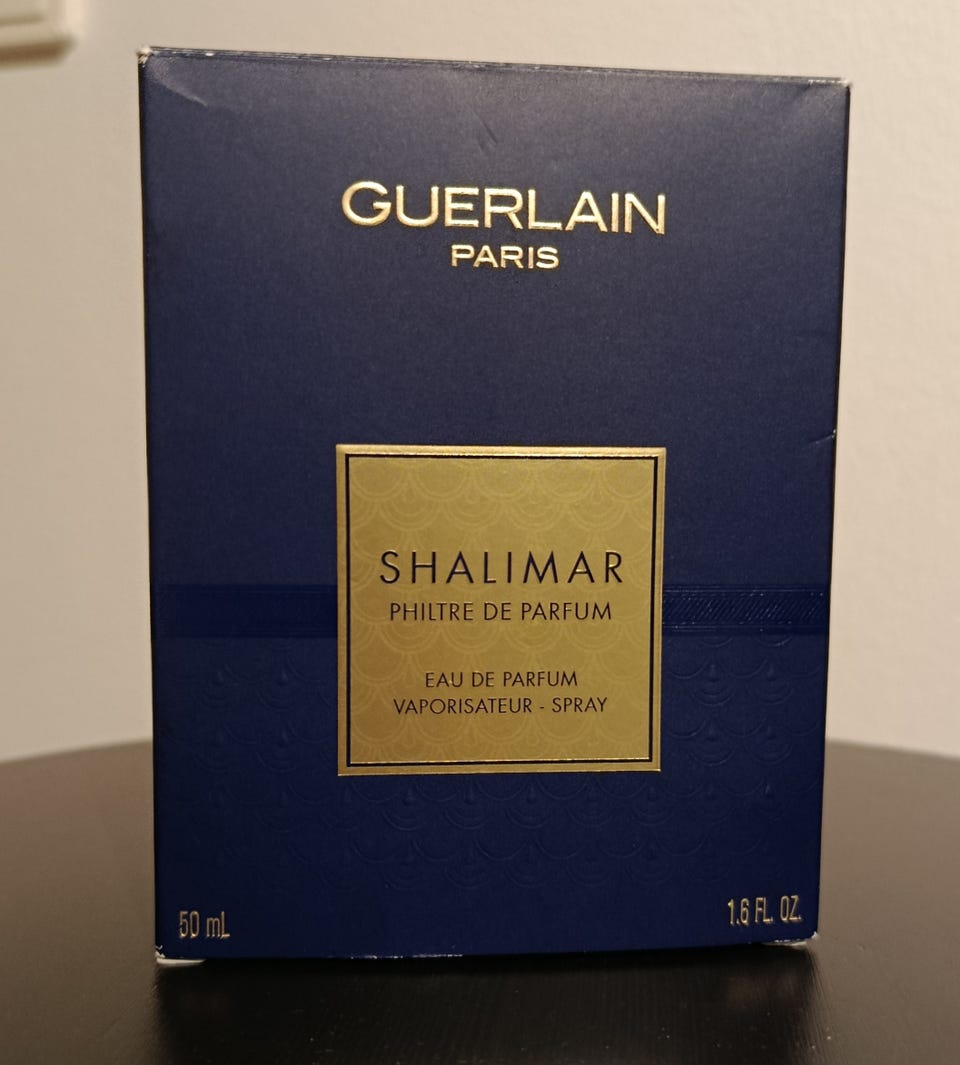 GUERLAIN
PARIS
SHALIMAR
PHILTRE DE PARFUM
EAU DE PARFUM
VAPORISATEUR - SPRAY
50 mL
1.6 FL. OZ.